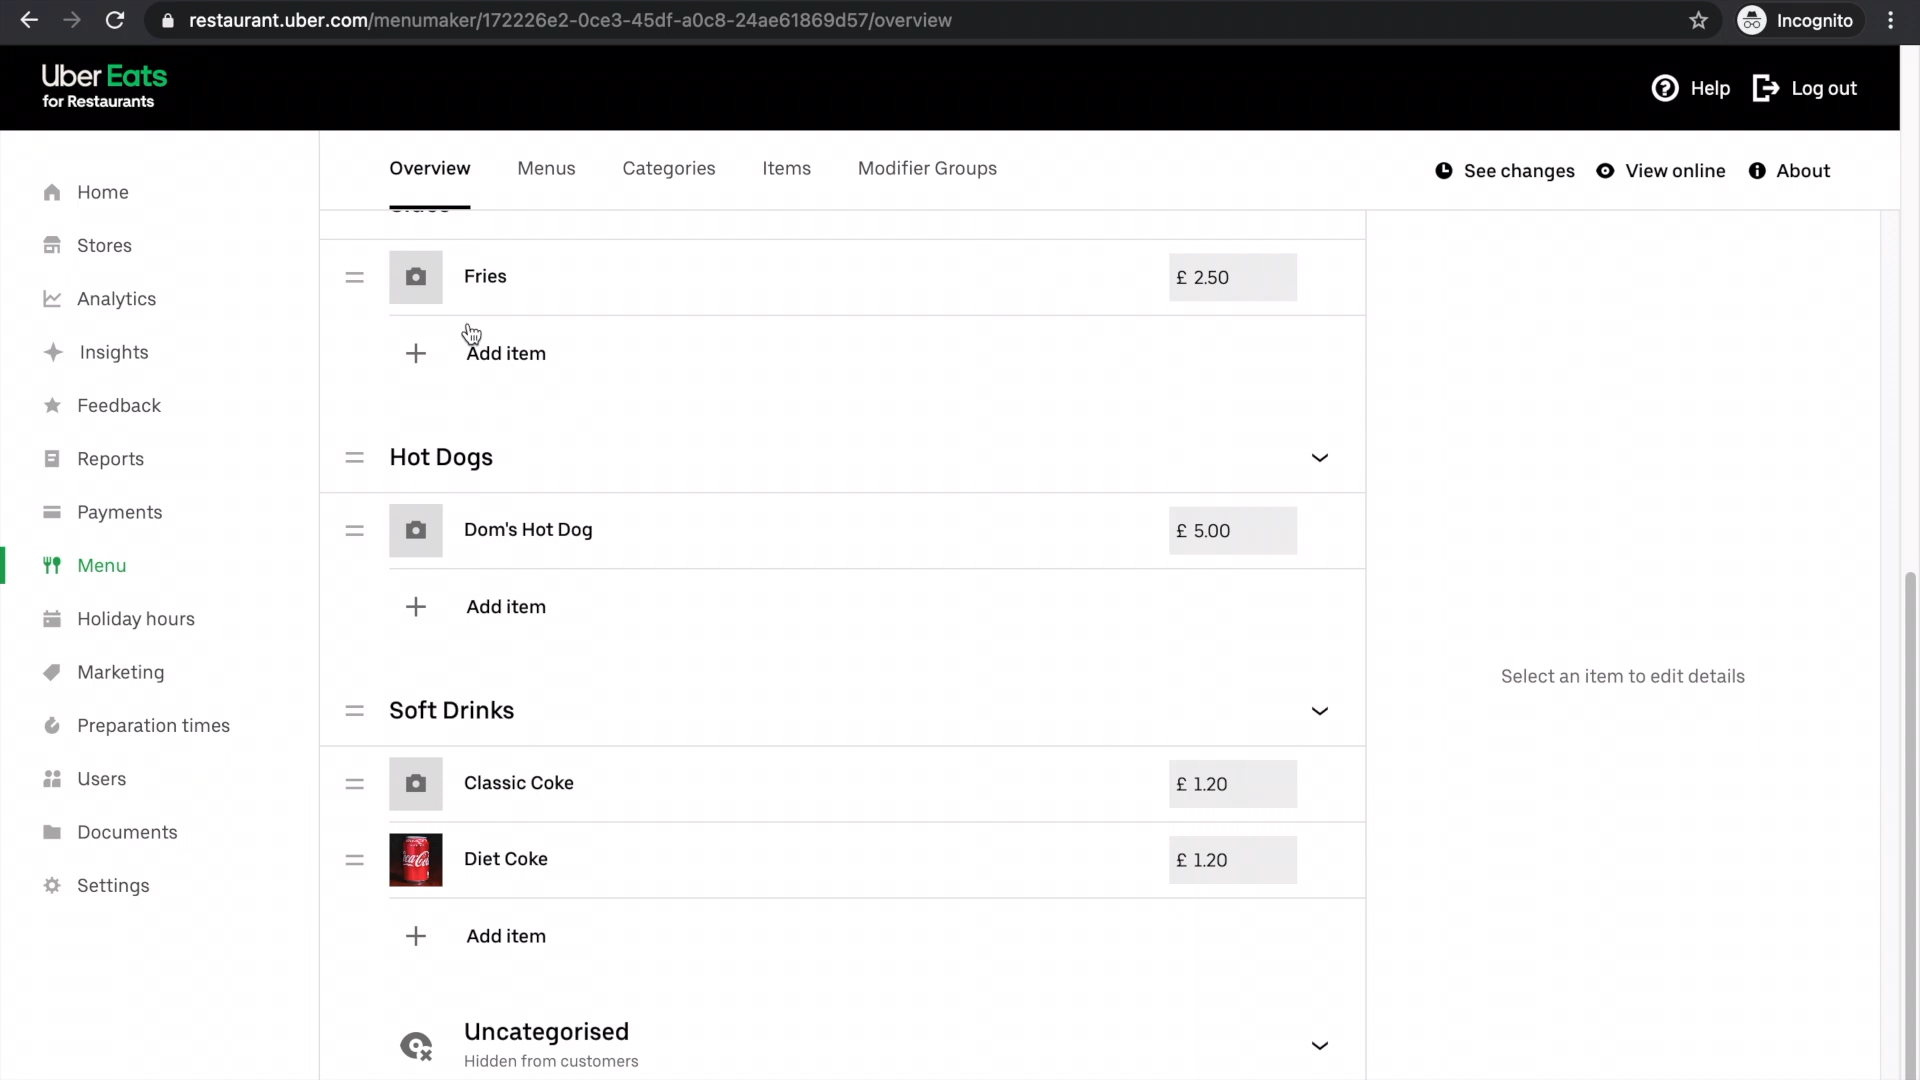 restaurant.uber.com/menumaker/172226e2-0ce3-45df-a0c8-24ae61869d57/overview
Incognito
Uber Eats
for Restaurants
Help
Log out
Home
Stores
Analytics
Insights
Feedback
Reports
Payments
Menu
Holiday hours
Marketing
Preparation times
Users
Documents
Settings
Overview
Menus
Categories
Items
Modifier Groups
See changes
View online
About
Fries
£ 2.50
Add item
Hot Dogs
Dom's Hot Dog
£ 5.00
Add item
Soft Drinks
Classic Coke
£ 1.20
Diet Coke
£ 1.20
Add item
Uncategorised
Hidden from customers
Select an item to edit details